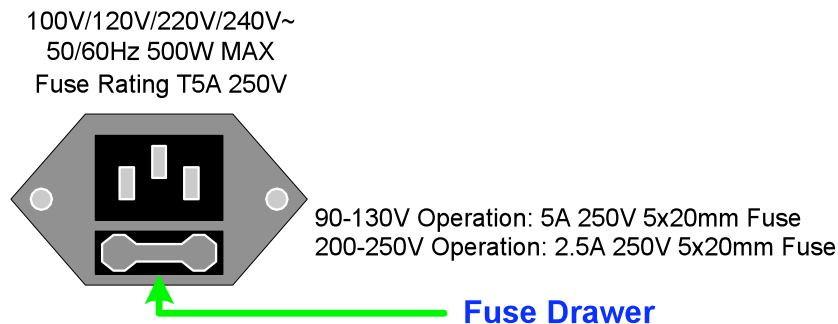 100V/120V/220V/240V~
50/60Hz 500W MAX
Fuse Rating T5A 250V
90-130V Operation: 5A 250V 5x20mm Fuse
200-250V Operation: 2.5A 250V 5x20mm Fuse
Fuse Drawer